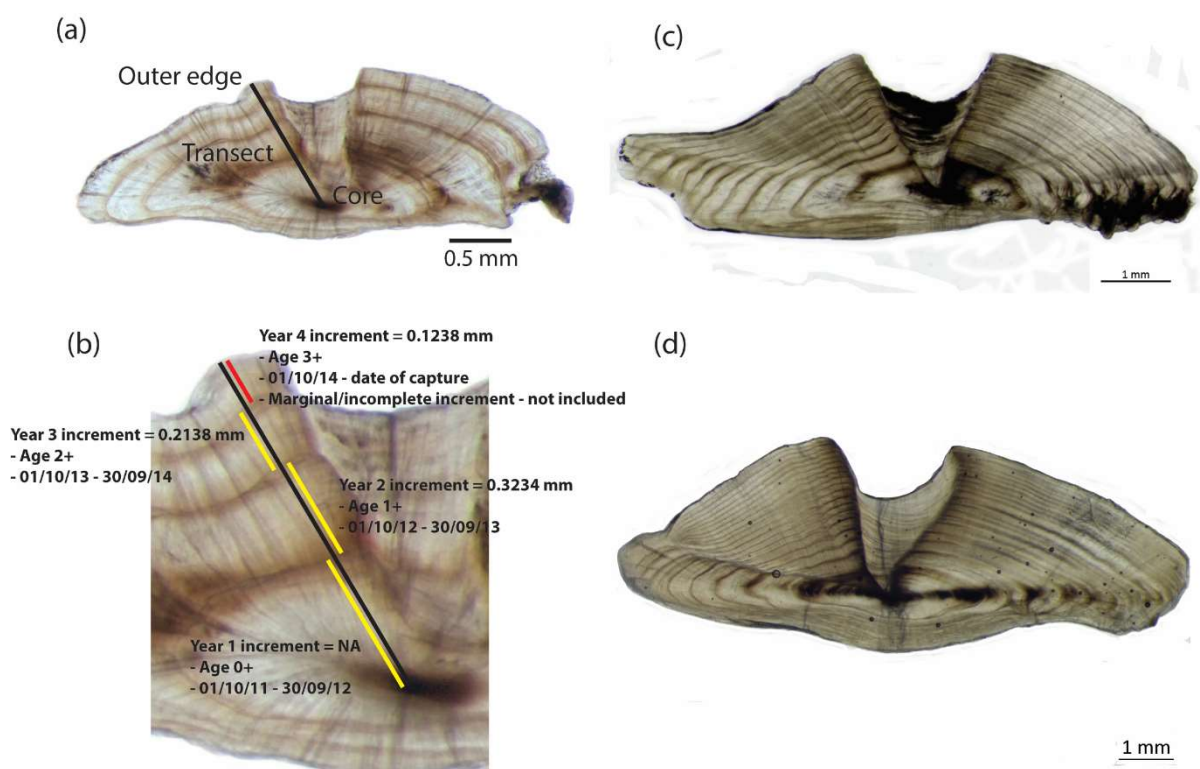 (a)
Outer edge
Transect
Core
0.5 mm
(c)
1 mm
(b)
Year 4 increment = 0.1238 mm
- Age 3+
- 01/10/14 - date of capture
- Marginal/incomplete increment - not included
Year 3 increment = 0.2138 mm
- Age 2+
- 01/10/13 - 30/09/14
Year 2 increment = 0.3234 mm
- Age 1+
- 01/10/12 - 30/09/13
Year 1 increment = NA
- Age 0+
- 01/10/11 - 30/09/12
(d)
1 mm